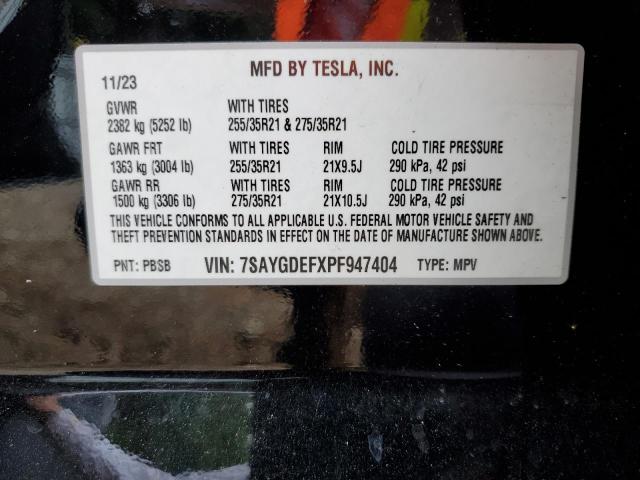 MFD BY TESLA, INC.
11/23
GVWR WITH TIRES
2382 kg (5252 lb) 255/35R21 & 275/35R21
GAWR FRT WITH TIRES RIM COLD TIRE PRESSURE
1363 kg (3004 lb) 255/35R21 21X9.5J 290 kPa, 42 psi
GAWR RR WITH TIRES RIM COLD TIRE PRESSURE
1500 kg (3306 lb) 275/35R21 21X10.5J 290 kPa, 42 psi
THIS VEHICLE CONFORMS TO ALL APPLICABLE U.S. FEDERAL MOTOR VEHICLE SAFETY AND
THEFT PREVENTION STANDARDS IN EFFECT ON THE DATE OF MANUFACTURE SHOWN ABOVE.
PNT: PBSB VIN: 7SAYGDEFXPF947404 TYPE: MPV